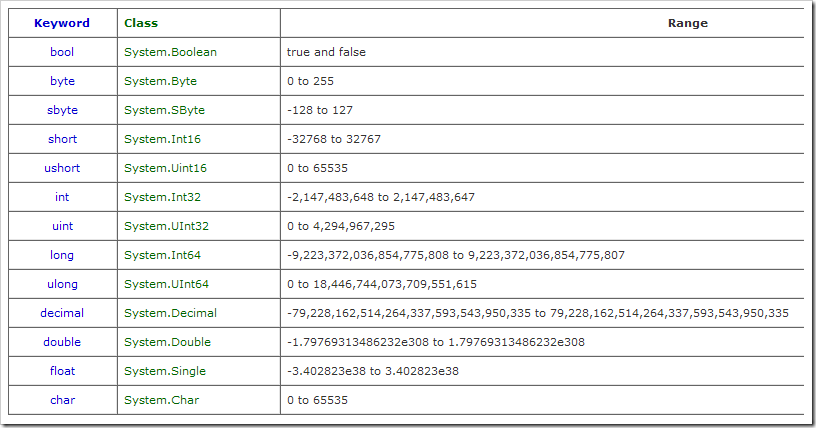 Keyword Class Range
bool System.Boolean true and false
byte System.Byte 0 to 255
sbyte System.SByte -128 to 127
short System.Int16 -32768 to 32767
ushort System.Uint16 0 to 65535
int System.Int32 -2,147,483,648 to 2,147,483,647
uint System.UInt32 0 to 4,294,967,295
long System.Int64 -9,223,372,036,854,775,808 to 9,223,372,036,854,775,807
ulong System.UInt64 0 to 18,446,744,073,709,551,615
decimal System.Decimal -79,228,162,514,264,337,593,543,950,335 to 79,228,162,514,264,337,593,543,950,335
double System.Double -1.79769313486232e308 to 1.79769313486232e308
float System.Single -3.402823e38 to 3.402823e38
char System.Char 0 to 65535